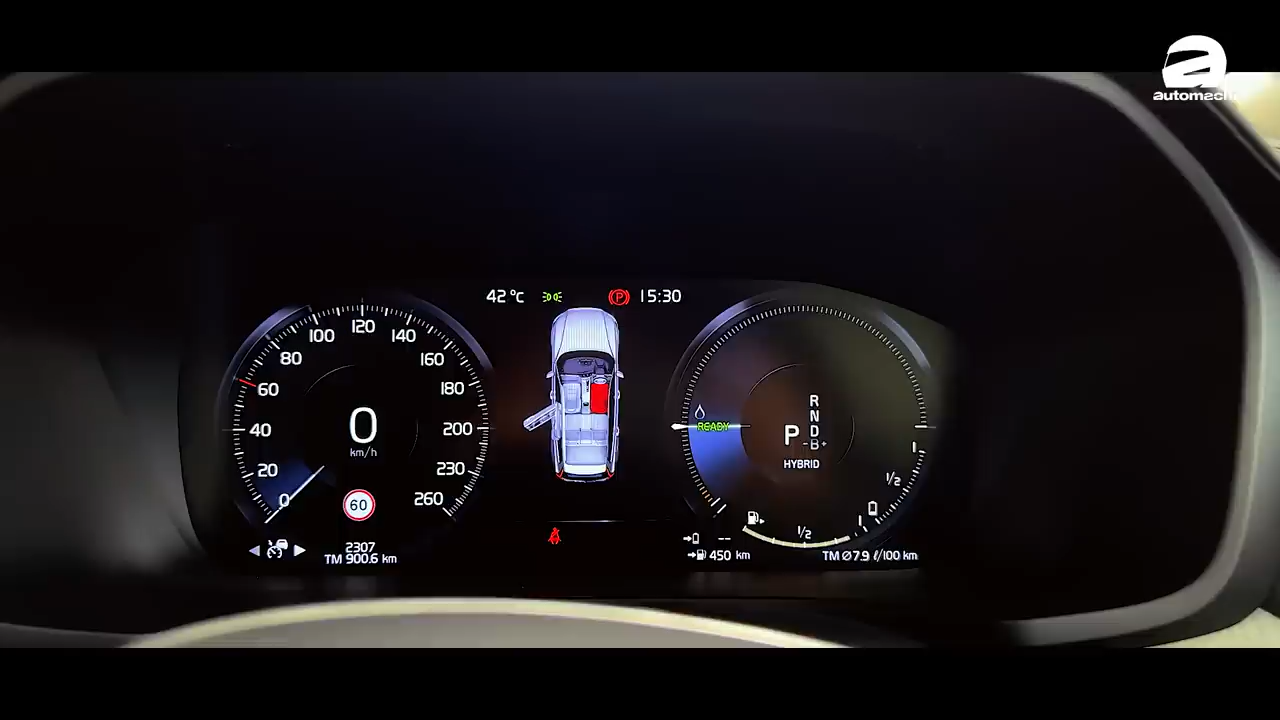 automach
42 °C
P
15:30
0
20
40
60
80
100
120
140
160
180
200
230
260
0
km/h
60
2307
TM 900.6 km
READY
R
N
D
P -B+
HYBRID
1/2
1/2
--
450 km
TM Ø7.9 ℓ/100 km